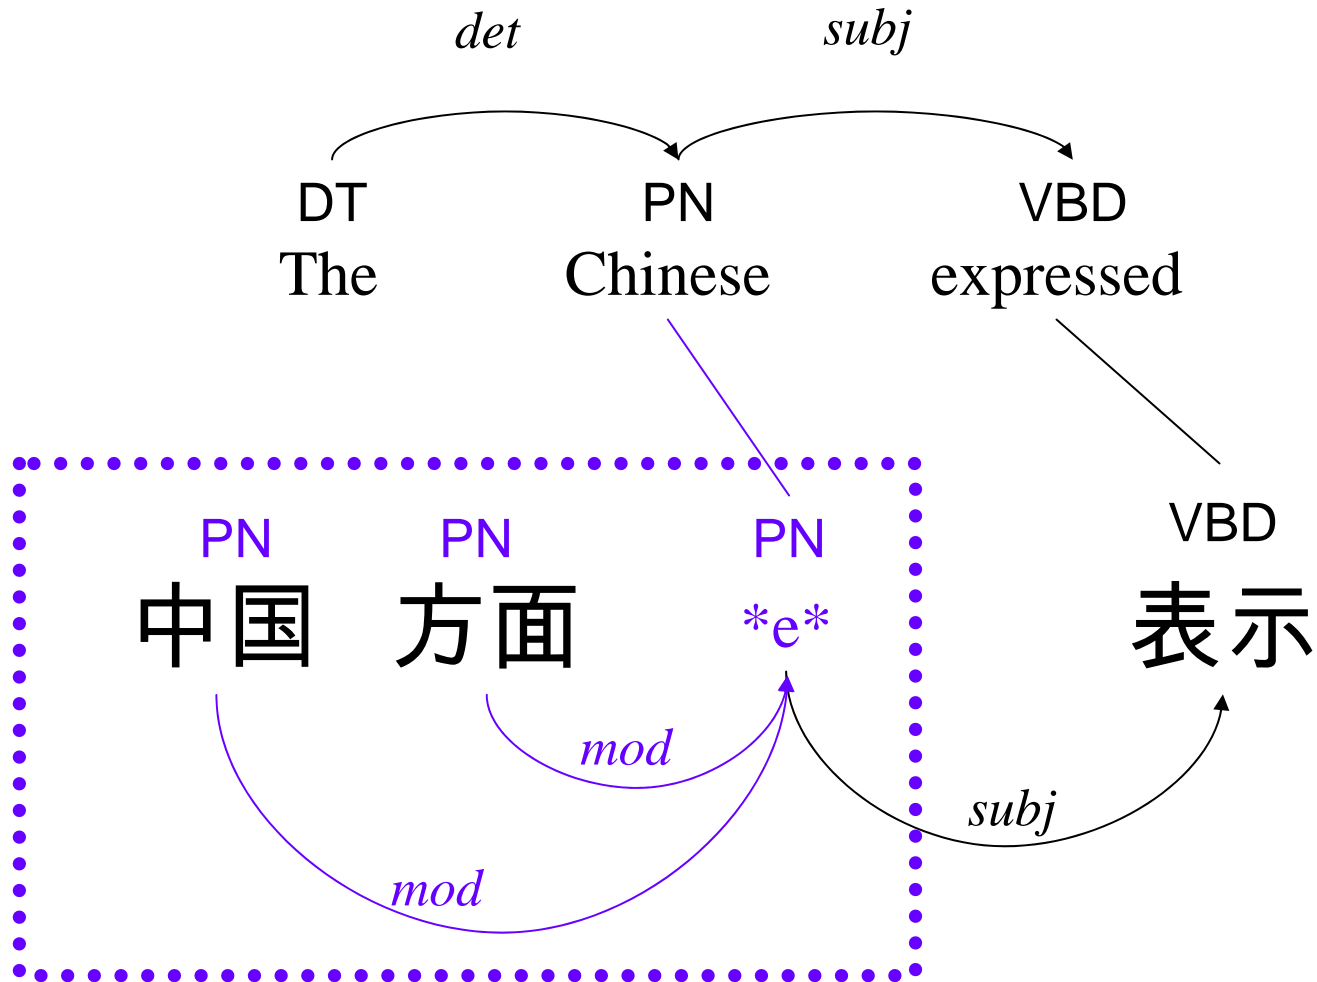 det subj
DT PN VBD
The Chinese expressed
PN PN PN VBD
中国 方面 *e* 表示
mod
subj
mod